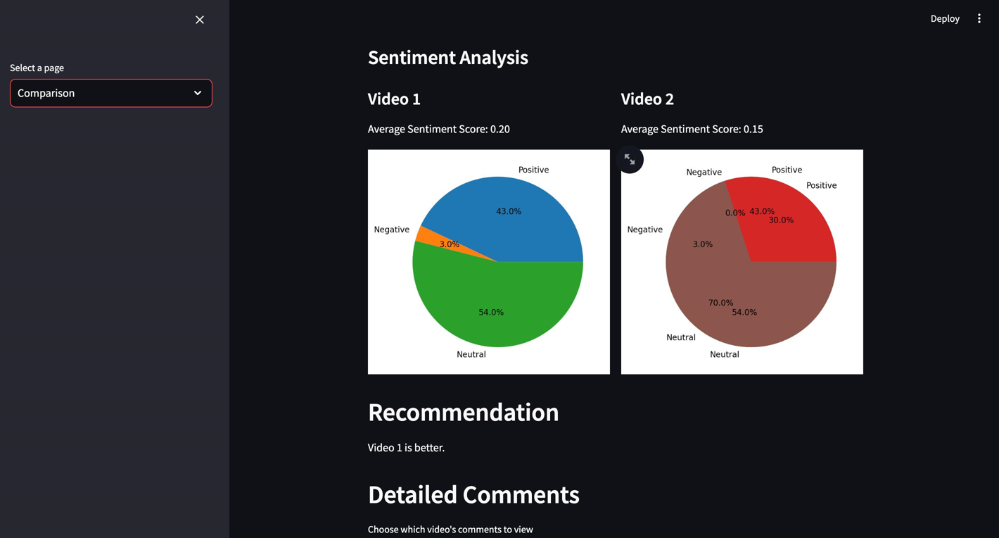 Deploy
Select a page
Comparison
Sentiment Analysis
Video 1
Average Sentiment Score: 0.20
Positive
43.0%
Negative
3.0%
54.0%
Neutral
Video 2
Average Sentiment Score: 0.15
Negative
Positive
Positive
0.0%
43.0%
30.0%
Negative
3.0%
70.0%
54.0%
Neutral
Neutral
Recommendation
Video 1 is better.
Detailed Comments
Choose which video's comments to view